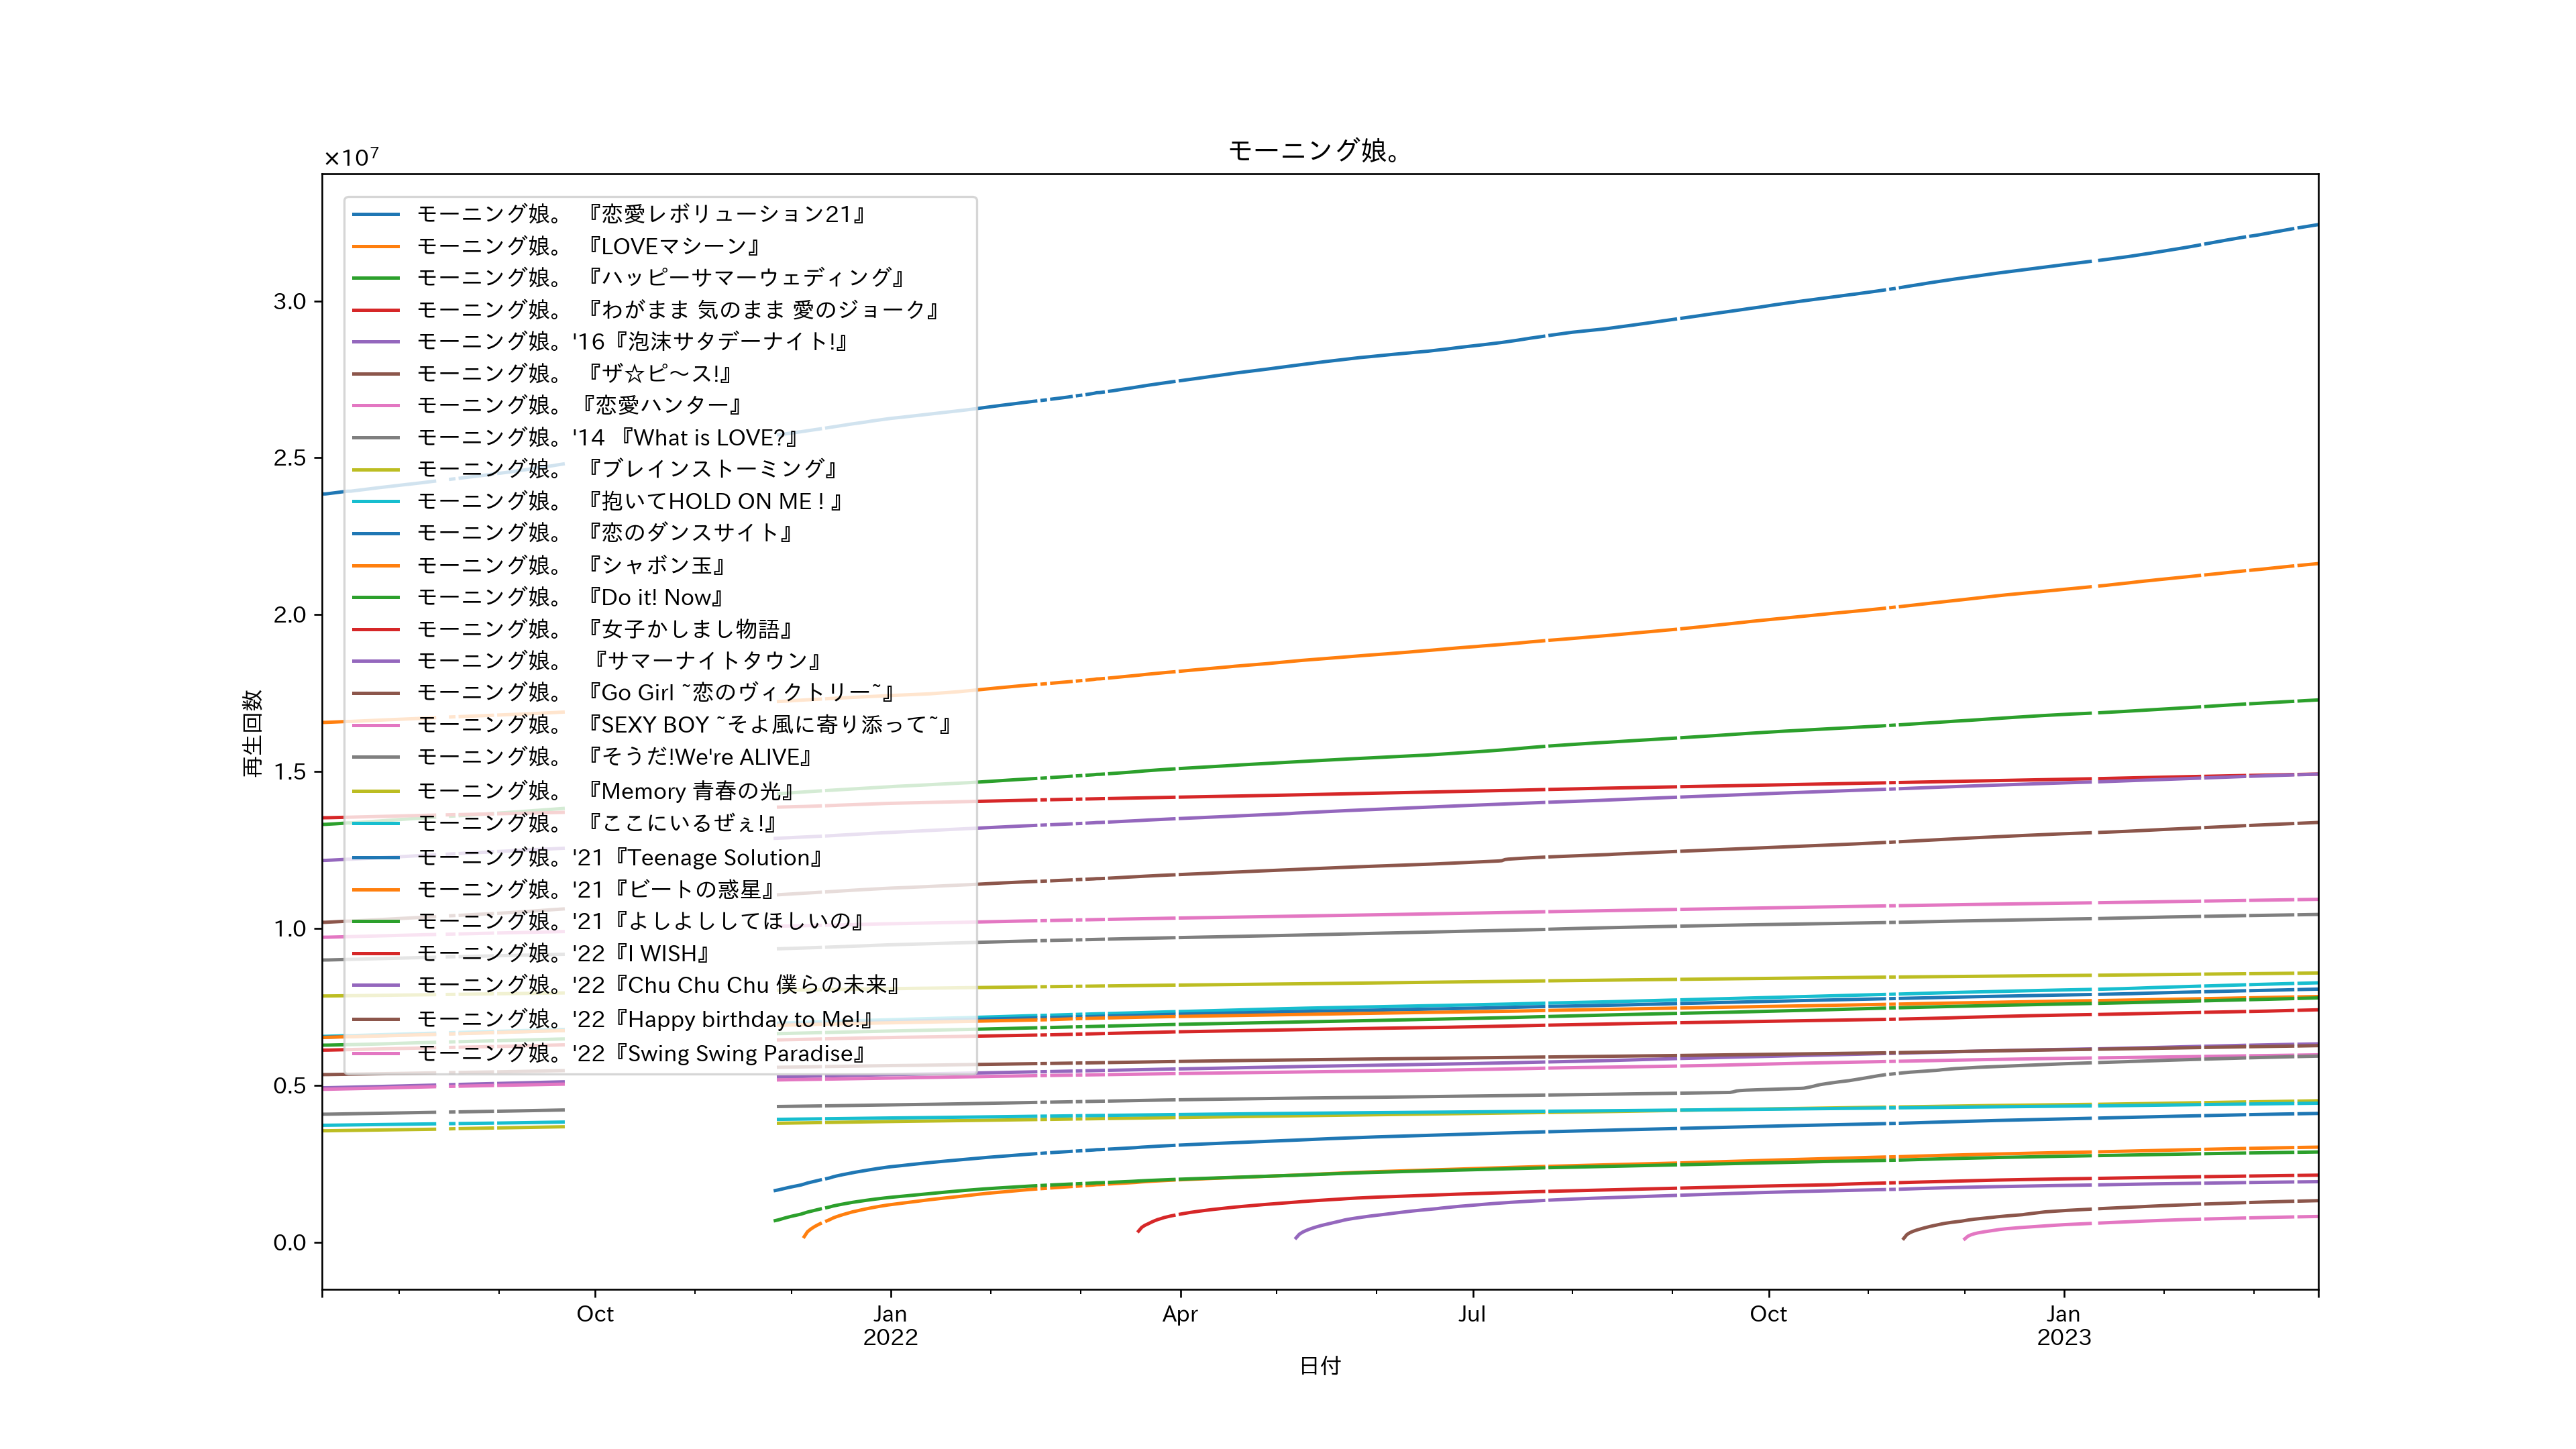 モーニング娘。
×10⁷
モーニング娘。 『恋愛レボリューション21』
モーニング娘。 『LOVEマシーン』
モーニング娘。 『ハッピーサマーウェディング』
モーニング娘。 『わがまま 気のまま 愛のジョーク』
モーニング娘。'16『泡沫サタデーナイト!』
モーニング娘。 『ザ☆ピ～ス!』
モーニング娘。『恋愛ハンター』
モーニング娘。'14 『What is LOVE?』
モーニング娘。 『ブレインストーミング』
モーニング娘。 『抱いてHOLD ON ME ! 』
モーニング娘。 『恋のダンスサイト』
モーニング娘。 『シャボン玉』
モーニング娘。 『Do it! Now』
モーニング娘。 『女子かしまし物語』
モーニング娘。 『サマーナイトタウン』
モーニング娘。 『Go Girl ~恋のヴィクトリー~』
モーニング娘。 『SEXY BOY ~そよ風に寄り添って~』
モーニング娘。 『そうだ!We're ALIVE』
モーニング娘。 『Memory 青春の光』
モーニング娘。 『ここにいるぜぇ!』
モーニング娘。'21『Teenage Solution』
モーニング娘。'21『ビートの惑星』
モーニング娘。'21『よしよししてほしいの』
モーニング娘。'22『I WISH』
モーニング娘。'22『Chu Chu Chu 僕らの未来』
モーニング娘。'22『Happy birthday to Me!』
モーニング娘。'22『Swing Swing Paradise』
再生回数
3.0
2.5
2.0
1.5
1.0
0.5
0.0
Oct
Jan
2022
Apr
Jul
Oct
Jan
2023
日付